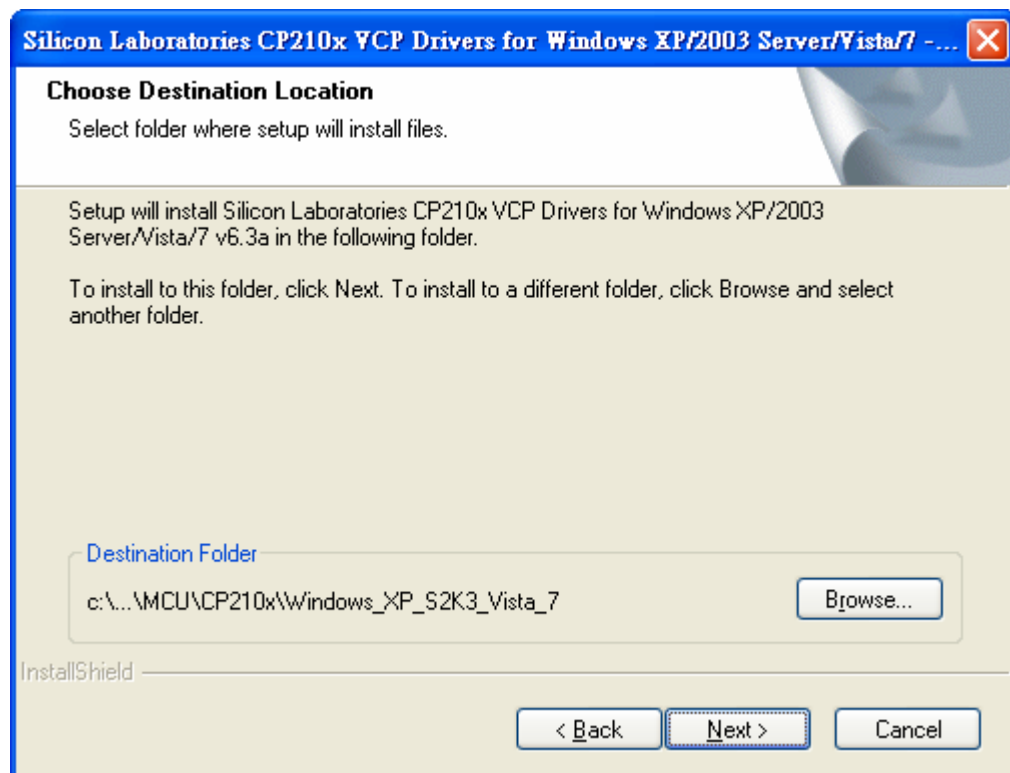 Silicon Laboratories CP210x VCP Drivers for Windows XP/2003 Server/Vista/7 -...
Choose Destination Location
Select folder where setup will install files.
Setup will install Silicon Laboratories CP210x VCP Drivers for Windows XP/2003
Server/Vista/7 v6.3a in the following folder.
To install to this folder, click Next. To install to a different folder, click Browse and select
another folder.
Destination Folder
c:\...\MCU\CP210x\Windows_XP_S2K3_Vista_7
Browse...
InstallShield
< Back
Next >
Cancel